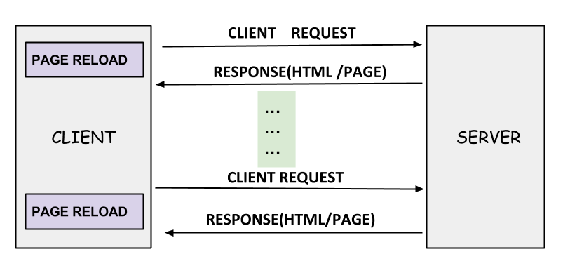 CLIENT REQUEST
PAGE RELOAD
RESPONSE(HTML /PAGE)
...
...
...
CLIENT
SERVER
CLIENT REQUEST
PAGE RELOAD
RESPONSE(HTML/PAGE)